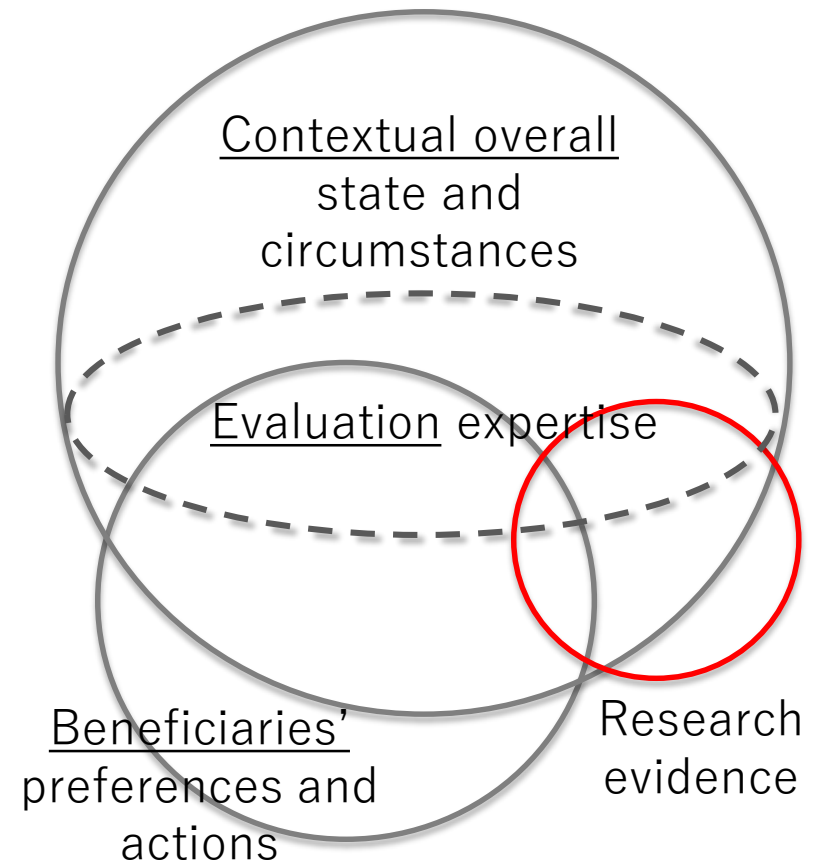 Contextual overall
state and
circumstances
Evaluation expertise
Beneficiaries’
preferences and
actions
Research
evidence